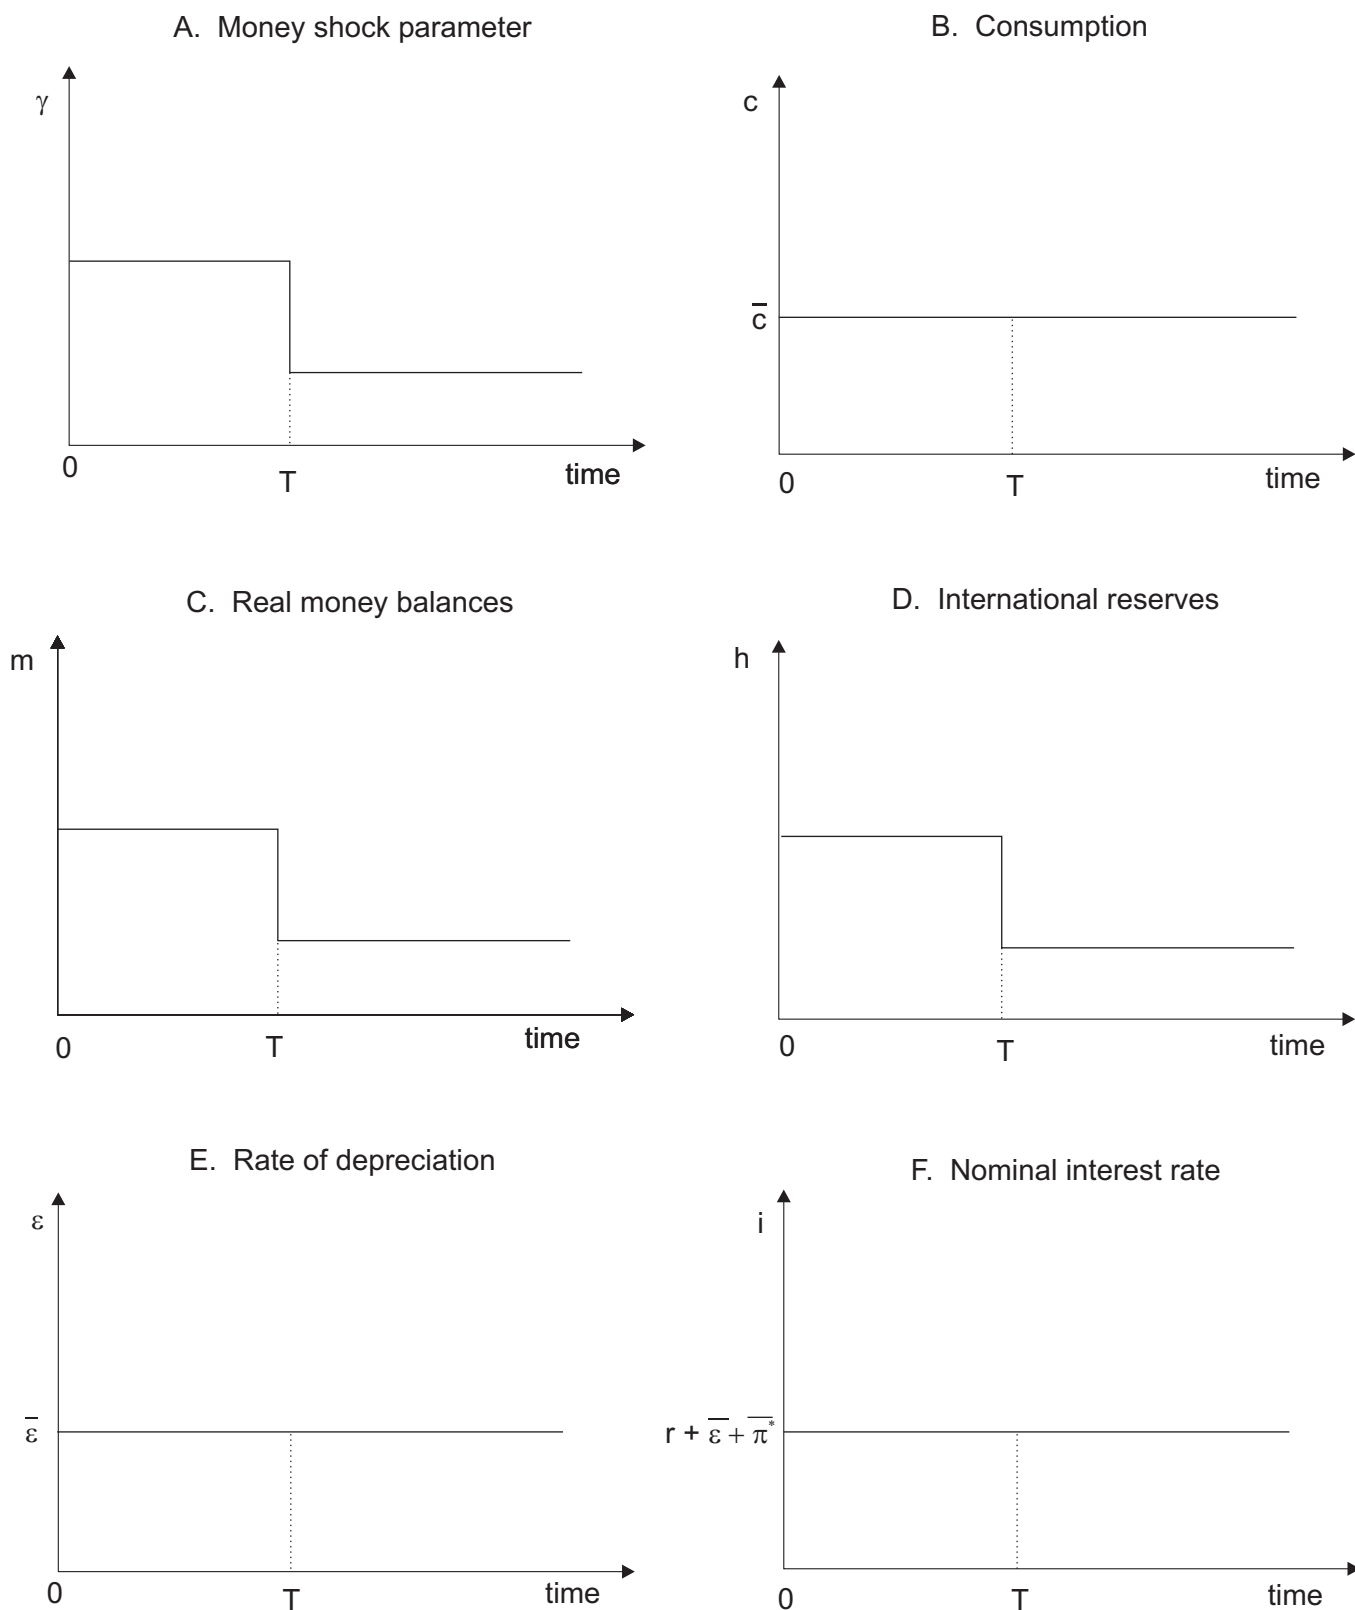 A. Money shock parameter
γ
0
T
time
B. Consumption
c
c̅
0
T
time
C. Real money balances
m
0
T
time
D. International reserves
h
0
T
time
E. Rate of depreciation
ε
ε̅
0
T
time
F. Nominal interest rate
i
r + ε̅ + π̅*
0
T
time